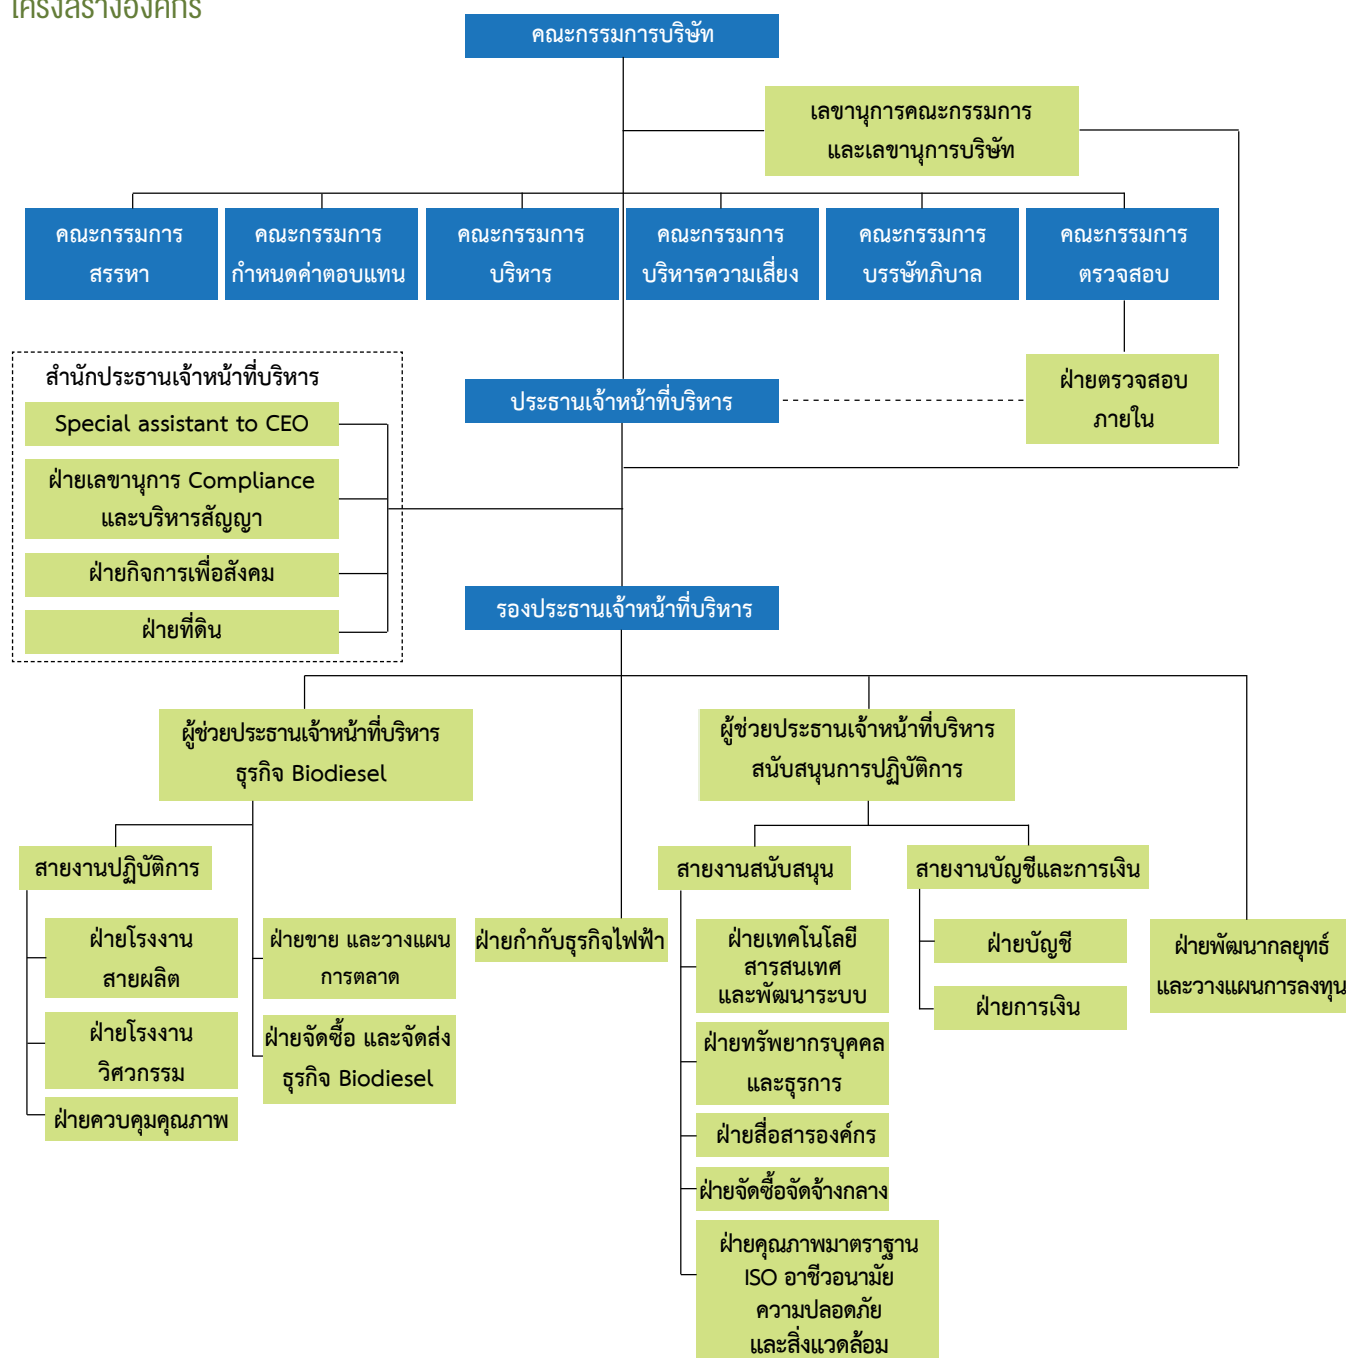 โครงสร้างองค์กร
คณะกรรมการบริษัท
เลขานุการคณะกรรมการ
และเลขานุการบริษัท
คณะกรรมการ
สรรหา
คณะกรรมการ
กำหนดค่าตอบแทน
คณะกรรมการ
บริหาร
คณะกรรมการ
บริหารความเสี่ยง
คณะกรรมการ
บรรษัทภิบาล
คณะกรรมการ
ตรวจสอบ
สำนักประธานเจ้าหน้าที่บริหาร
Special assistant to CEO
ฝ่ายเลขานุการ Compliance
และบริหารสัญญา
ฝ่ายกิจการเพื่อสังคม
ฝ่ายที่ดิน
ประธานเจ้าหน้าที่บริหาร
ฝ่ายตรวจสอบ
ภายใน
รองประธานเจ้าหน้าที่บริหาร
ผู้ช่วยประธานเจ้าหน้าที่บริหาร
ธุรกิจ Biodiesel
ผู้ช่วยประธานเจ้าหน้าที่บริหาร
สนับสนุนการปฏิบัติการ
สายงานปฏิบัติการ
ฝ่ายโรงงาน
สายผลิต
ฝ่ายโรงงาน
วิศวกรรม
ฝ่ายควบคุมคุณภาพ
ฝ่ายขาย และวางแผน
การตลาด
ฝ่ายจัดซื้อ และจัดส่ง
ธุรกิจ Biodiesel
ฝ่ายกำกับธุรกิจไฟฟ้า
สายงานสนับสนุน
ฝ่ายเทคโนโลยี
สารสนเทศ
และพัฒนาระบบ
ฝ่ายทรัพยากรบุคคล
และธุรการ
ฝ่ายสื่อสารองค์กร
ฝ่ายจัดซื้อจัดจ้างกลาง
ฝ่ายคุณภาพมาตราฐาน
ISO อาชีวอนามัย
ความปลอดภัย
และสิ่งแวดล้อม
สายงานบัญชีและการเงิน
ฝ่ายบัญชี
ฝ่ายการเงิน
ฝ่ายพัฒนากลยุทธ์
และวางแผนการลงทุน